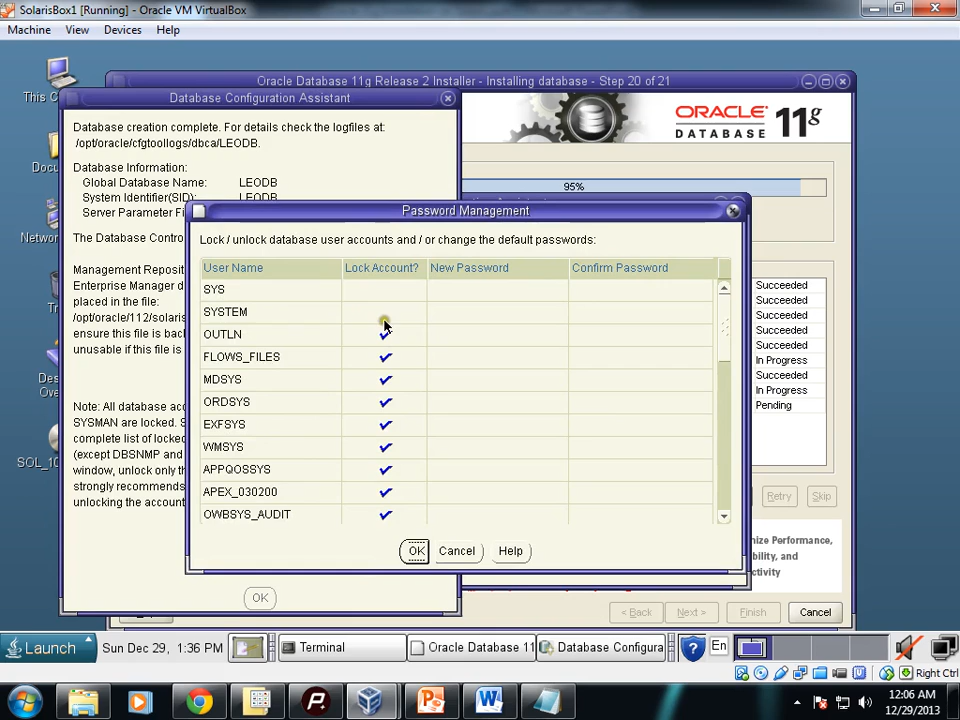 SolarisBox1 [Running] - Oracle VM VirtualBox
Machine View Devices Help
Oracle Database 11g Release 2 Installer - Installing database - Step 20 of 21
This C
Database Configuration Assistant
ORACLE
DATABASE 11g
Database creation complete. For details check the logfiles at:
/opt/oracle/cfgtoollogs/dbca/LEODB.
Docu
Database Information:
Global Database Name: LEODB
System Identifier(SID): LEODB
Server Parameter Fi
95%
Password Management
Netwo
The Database Contro
Lock / unlock database user accounts and / or change the default passwords:
Management Reposit
Enterprise Manager d
placed in the file:
/opt/oracle/112/solaris
ensure this file is back
unusable if this file is
User Name Lock Account? New Password Confirm Password
SYS
SYSTEM
OUTLN
FLOWS_FILES
MDSYS
ORDSYS
EXFSYS
WMSYS
APPQOSSYS
APEX_030200
OWBSYS_AUDIT
Succeeded
Succeeded
Succeeded
Succeeded
Succeeded
In Progress
Succeeded
In Progress
Pending
Tr
Des
Ove
SOL_10
Note: All database acc
SYSMAN are locked. S
complete list of locked
(except DBSNMP and
window, unlock only th
strongly recommends
unlocking the account
Retry Skip
OK Cancel Help
nize Performance,
bility, and
ctivity
OK
< Back Next > Finish Cancel
Launch Sun Dec 29, 1:36 PM Terminal Oracle Database 11 Database Configura En
Right Ctrl
12:06 AM
12/29/2013